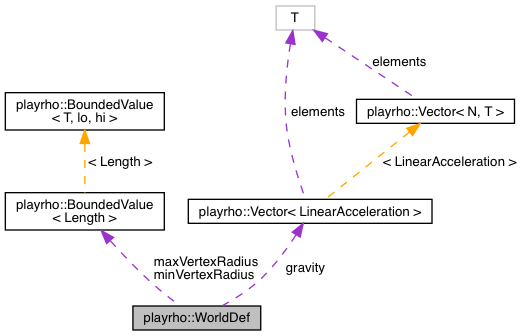 T
elements
playrho::BoundedValue
< T, lo, hi >
playrho::Vector< N, T >
elements
< Length >
< LinearAcceleration >
playrho::BoundedValue
< Length >
playrho::Vector< LinearAcceleration >
maxVertexRadius
minVertexRadius
gravity
playrho::WorldDef